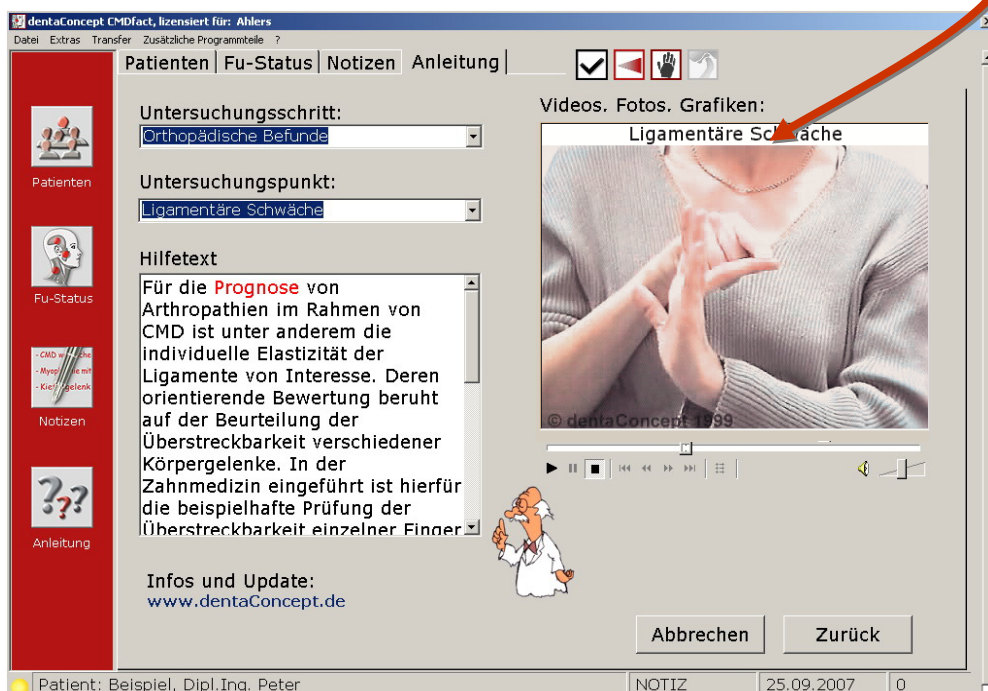 dentaConcept CMDfact, lizensiert für: Ahlers
Datei Extras Transfer Zusätzliche Programmteile ?
Patienten Fu-Status Notizen Anleitung
Patienten
Fu-Status
- CMD
- Myop
- Kief gelenk
Notizen
???
Anleitung
Untersuchungsschritt:
Orthopädische Befunde
Untersuchungspunkt:
Ligamentäre Schwäche
Hilfetext
Für die Prognose von
Arthropathien im Rahmen von
CMD ist unter anderem die
individuelle Elastizität der
Ligamente von Interesse. Deren
orientierende Bewertung beruht
auf der Beurteilung der
Überstreckbarkeit verschiedener
Körpergelenke. In der
Zahnmedizin eingeführt ist hierfür
die beispielhafte Prüfung der
Überstreckbarkeit einzelner Finger
Infos und Update:
www.dentaConcept.de
Videos. Fotos. Grafiken:
Ligamentäre Schwäche
© dentaConcept 1999
Abbrechen Zurück
Patient: Beispiel, Dipl.Ing. Peter NOTIZ 25.09.2007 0